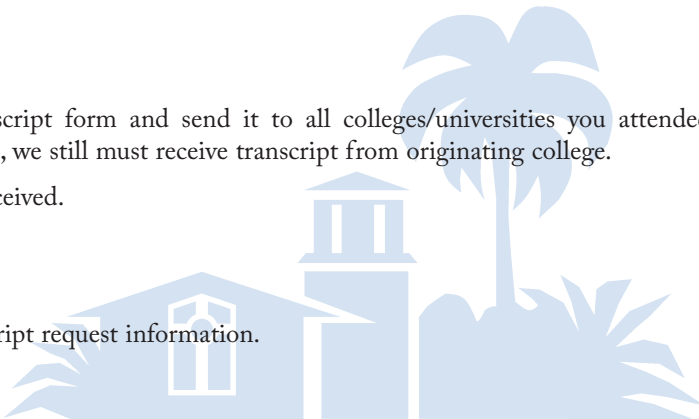 script form and send it to all colleges/universities you attended
, we still must receive transcript from originating college.
ceived.
ript request information.